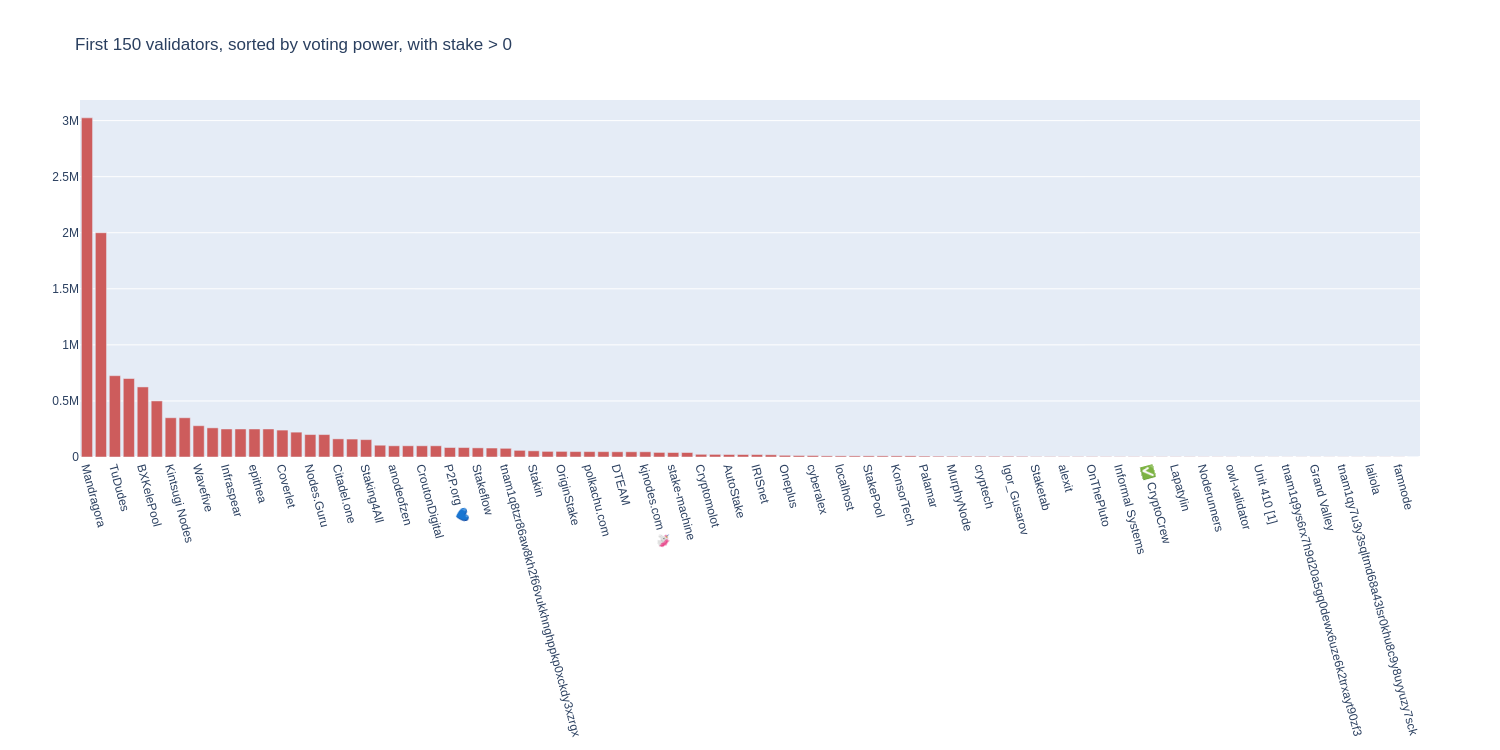 First 150 validators, sorted by voting power, with stake > 0
3M
2.5M
2M
1.5M
1M
0.5M
0
Mandragora
TuDudes
BXKelePool
Kintsugi Nodes
Wavefive
Infraspear
epithea
Coverlet
Nodes.Guru
Citadel.one
Staking4All
anodeofzen
CroutonDigital
P2P.org
Stakeflow
tnam1q8tzr86aw8kh2f66vukkhnghppkp0xckdy3xzrgx
Stakin
OriginStake
polkachu.com
DTEAM
kjnodes.com
stake-machine
Cryptomolot
AutoStake
IRISnet
Oneplus
cyberalex
localhost
StakePool
KonsorTech
Palamar
MurphyNode
cryptech
Igor_Gusarov
Staketab
alexit
OnThePluto
Informal Systems
✅ CryptoCrew
Lapatylin
Noderunners
owl-validator
Unit 410 [1]
tnam1q9ys6rx7h9d20a5gq0dewx6uze6k2trxayt90zf3
Grand Valley
tnam1qy7u3y3sqltmd68a43lsr0khu8c9y8uyyuzy7sck
laliola
famnode